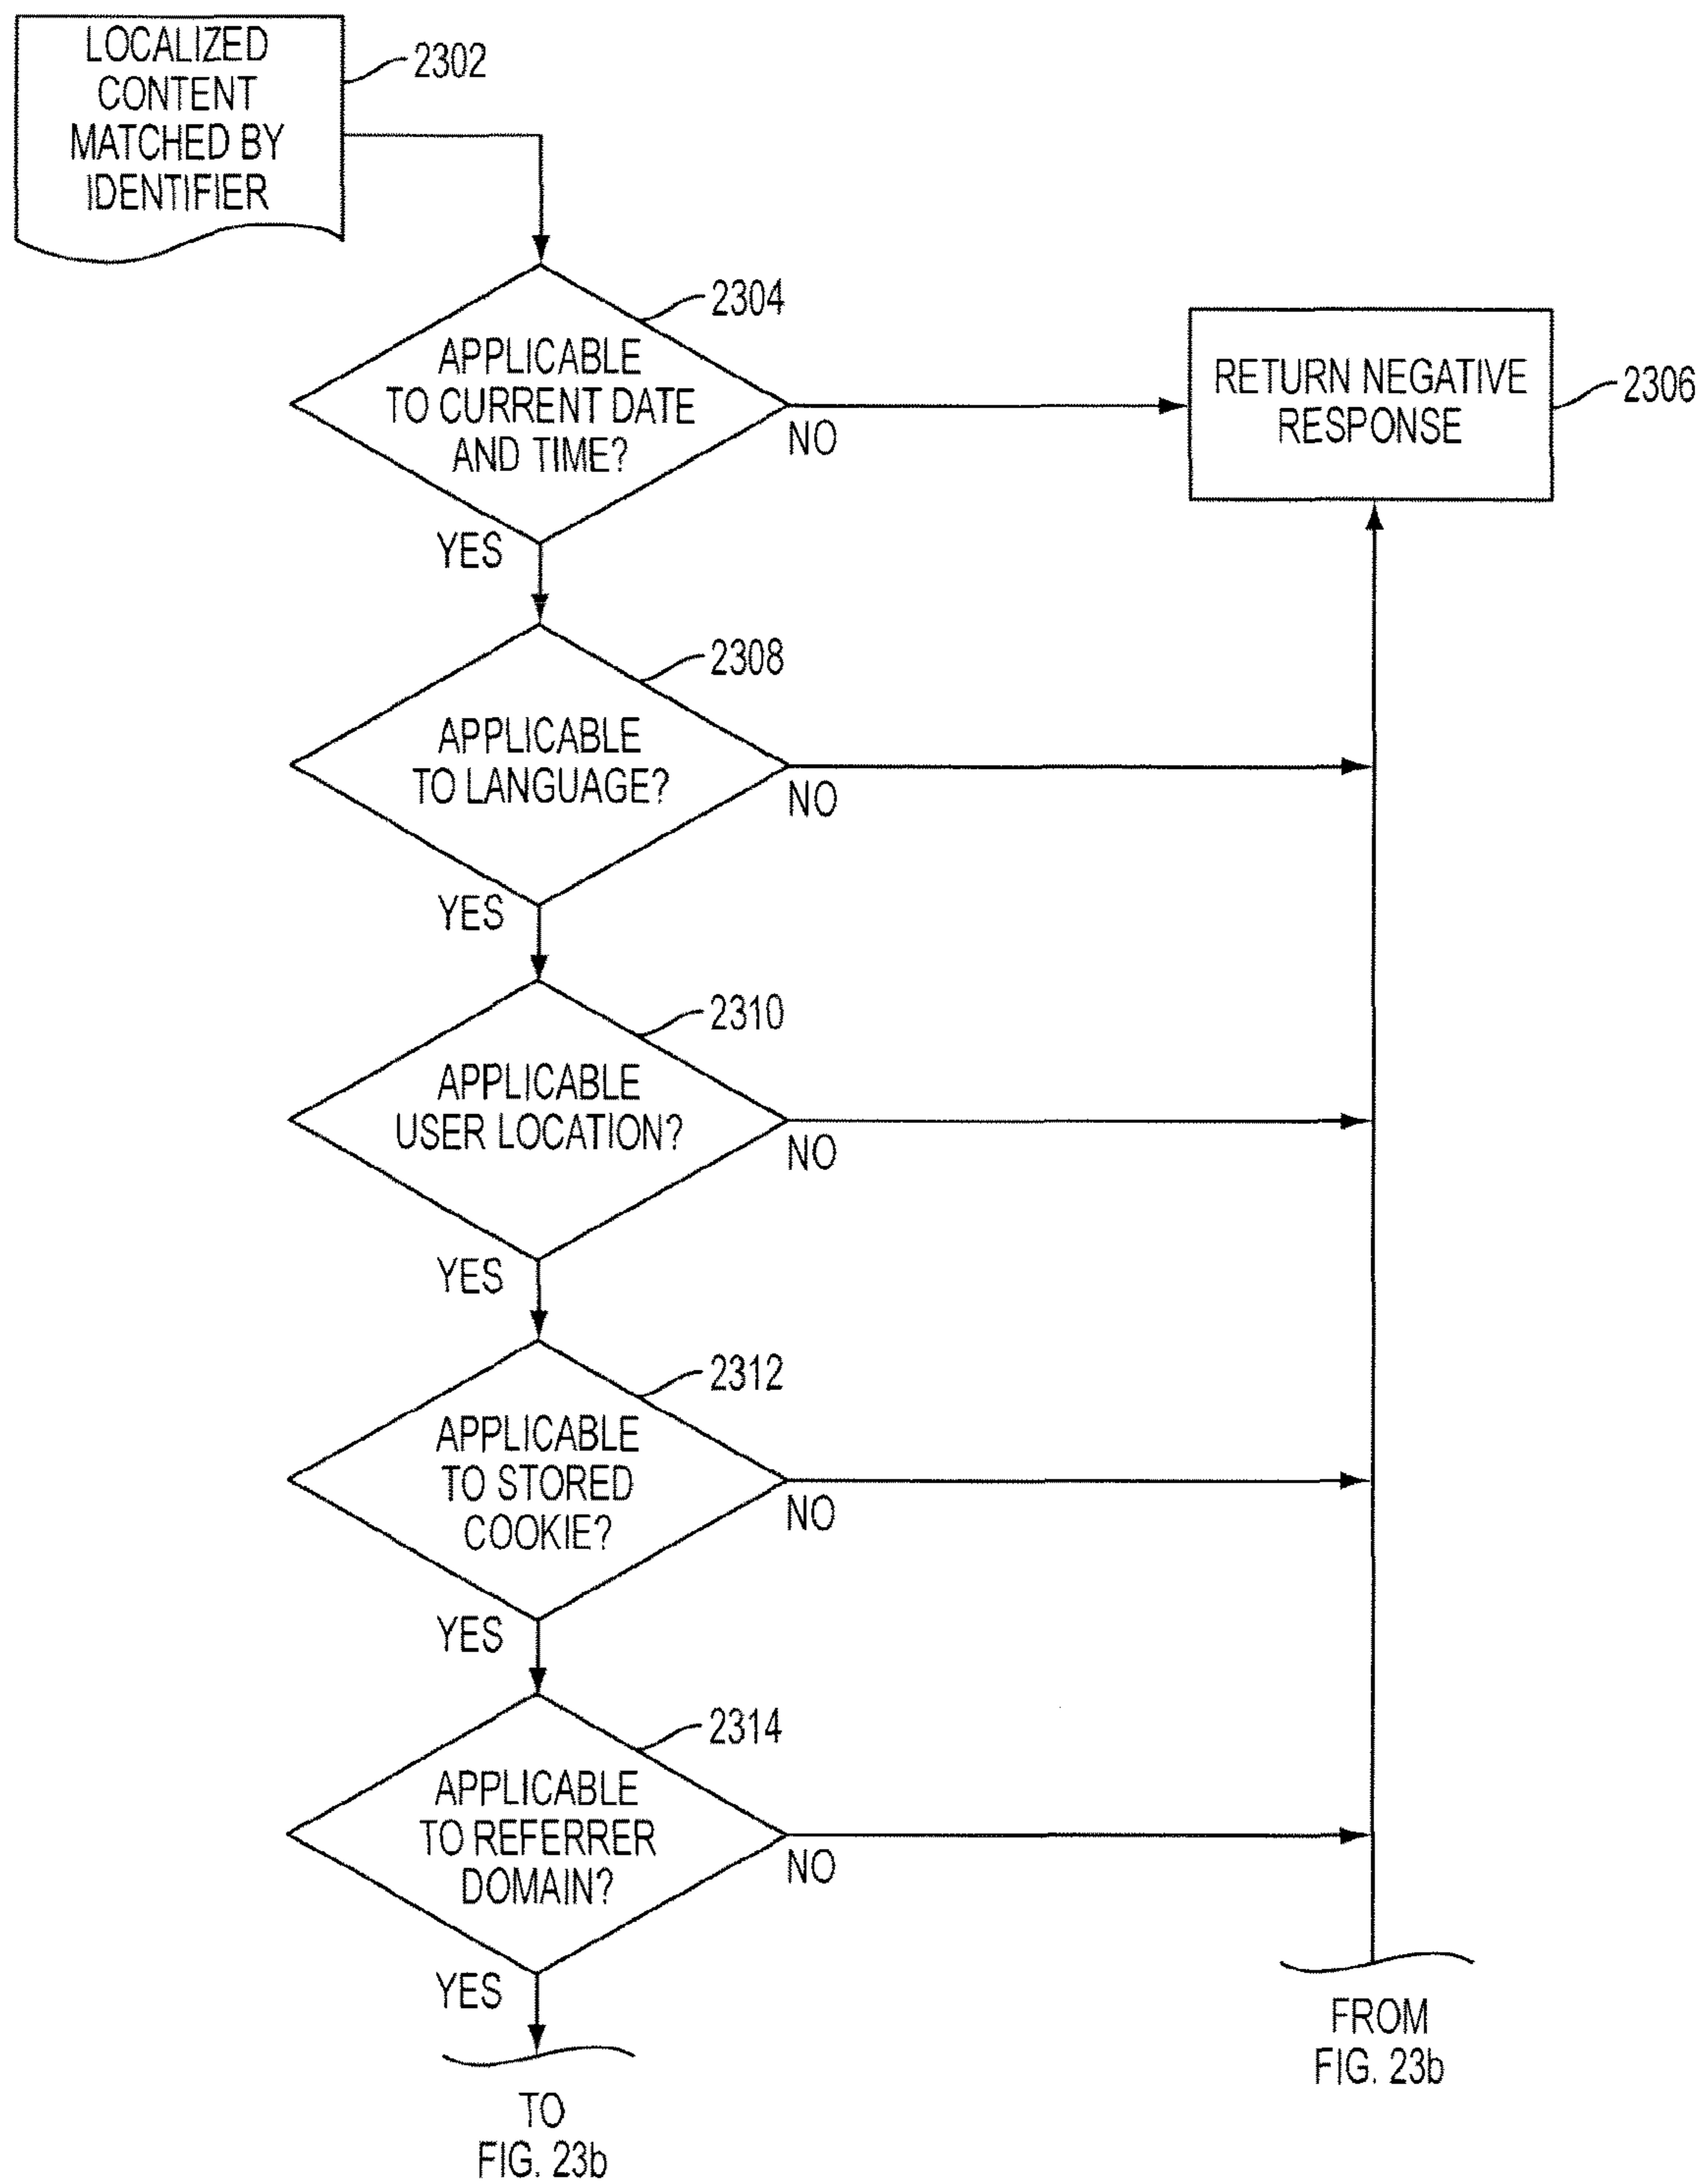 LOCALIZED
CONTENT
MATCHED BY
IDENTIFIER
2302
2304
APPLICABLE
TO CURRENT DATE
AND TIME?
NO
YES
RETURN NEGATIVE
RESPONSE
2306
2308
APPLICABLE
TO LANGUAGE?
NO
YES
2310
APPLICABLE
USER LOCATION?
NO
YES
2312
APPLICABLE
TO STORED
COOKIE?
NO
YES
2314
APPLICABLE
TO REFERRER
DOMAIN?
NO
YES
TO
FIG. 23b
FROM
FIG. 23b